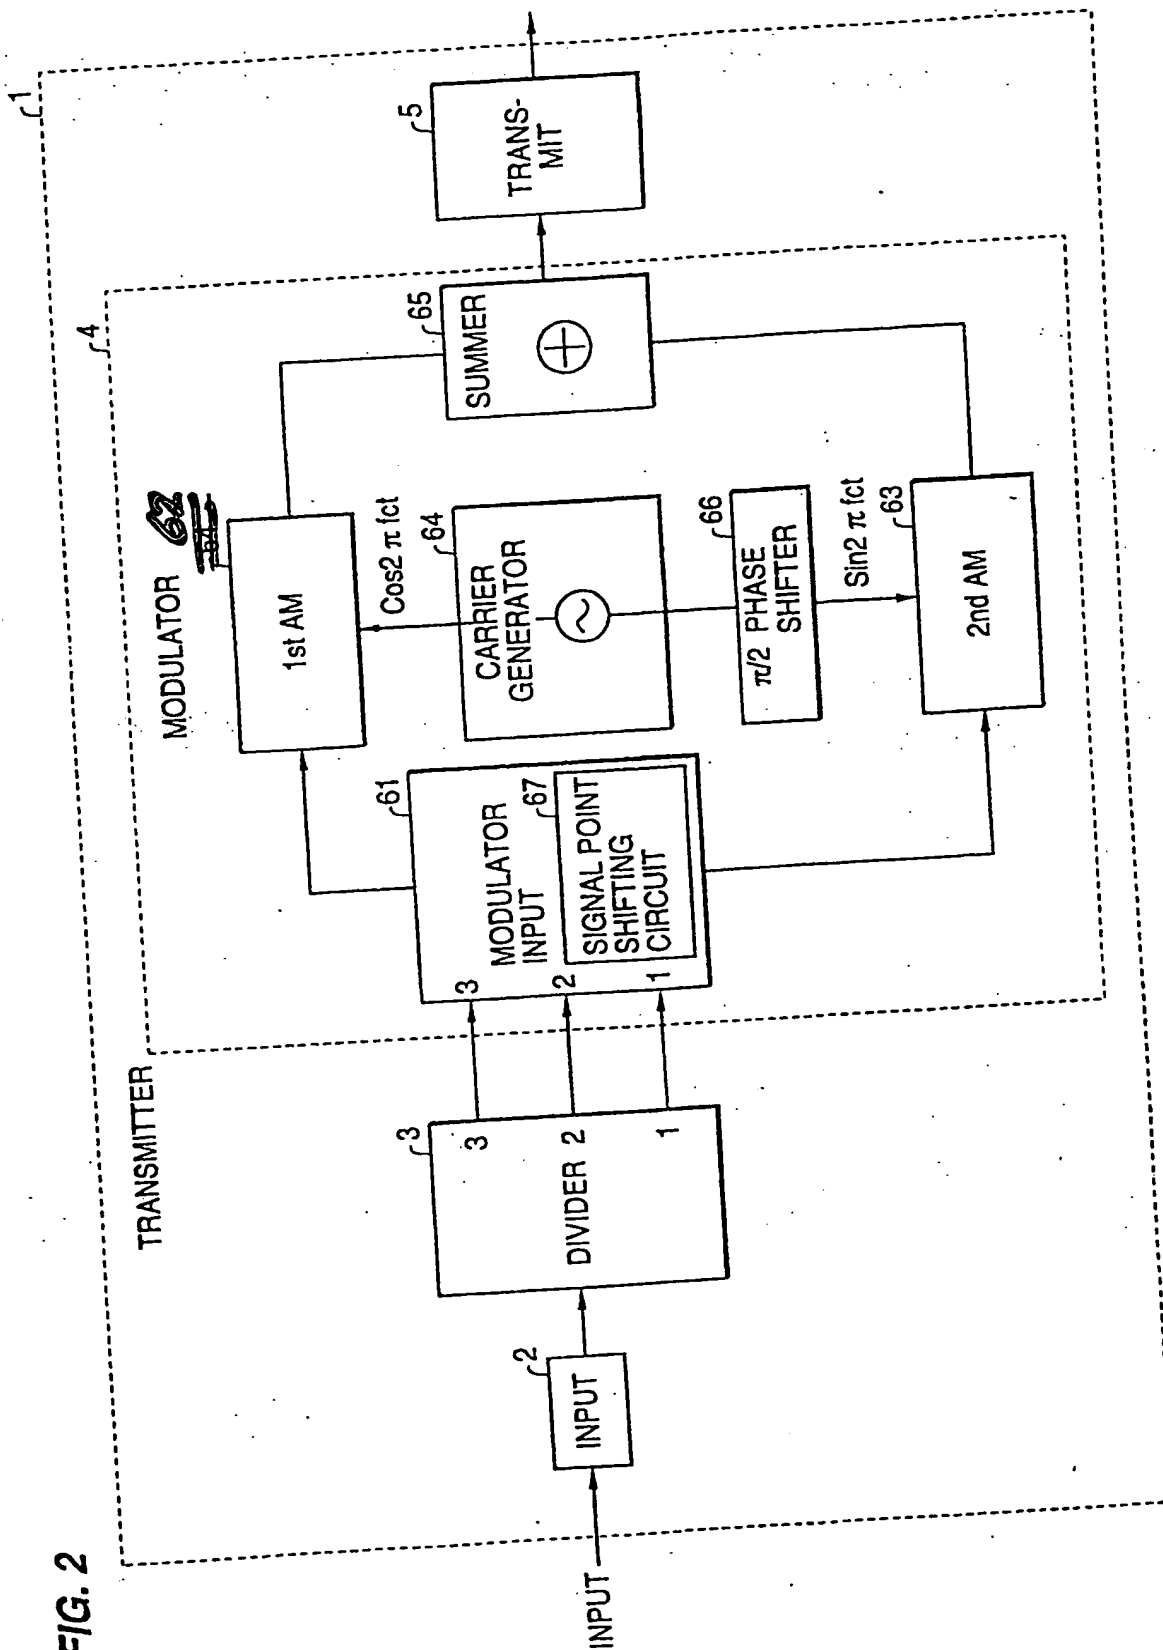 FIG. 2
1
TRANSMITTER
4
MODULATOR
62
64
1st AM
Cos2 π fct
64
CARRIER
GENERATOR
66
π/2 PHASE
SHIFTER
Sin2 π fct
63
2nd AM
65
SUMMER
5
TRANS-
MIT
61
MODULATOR
INPUT
67
SIGNAL POINT
SHIFTING
CIRCUIT
3
2
1
3
DIVIDER
3
2
1
2
INPUT
INPUT